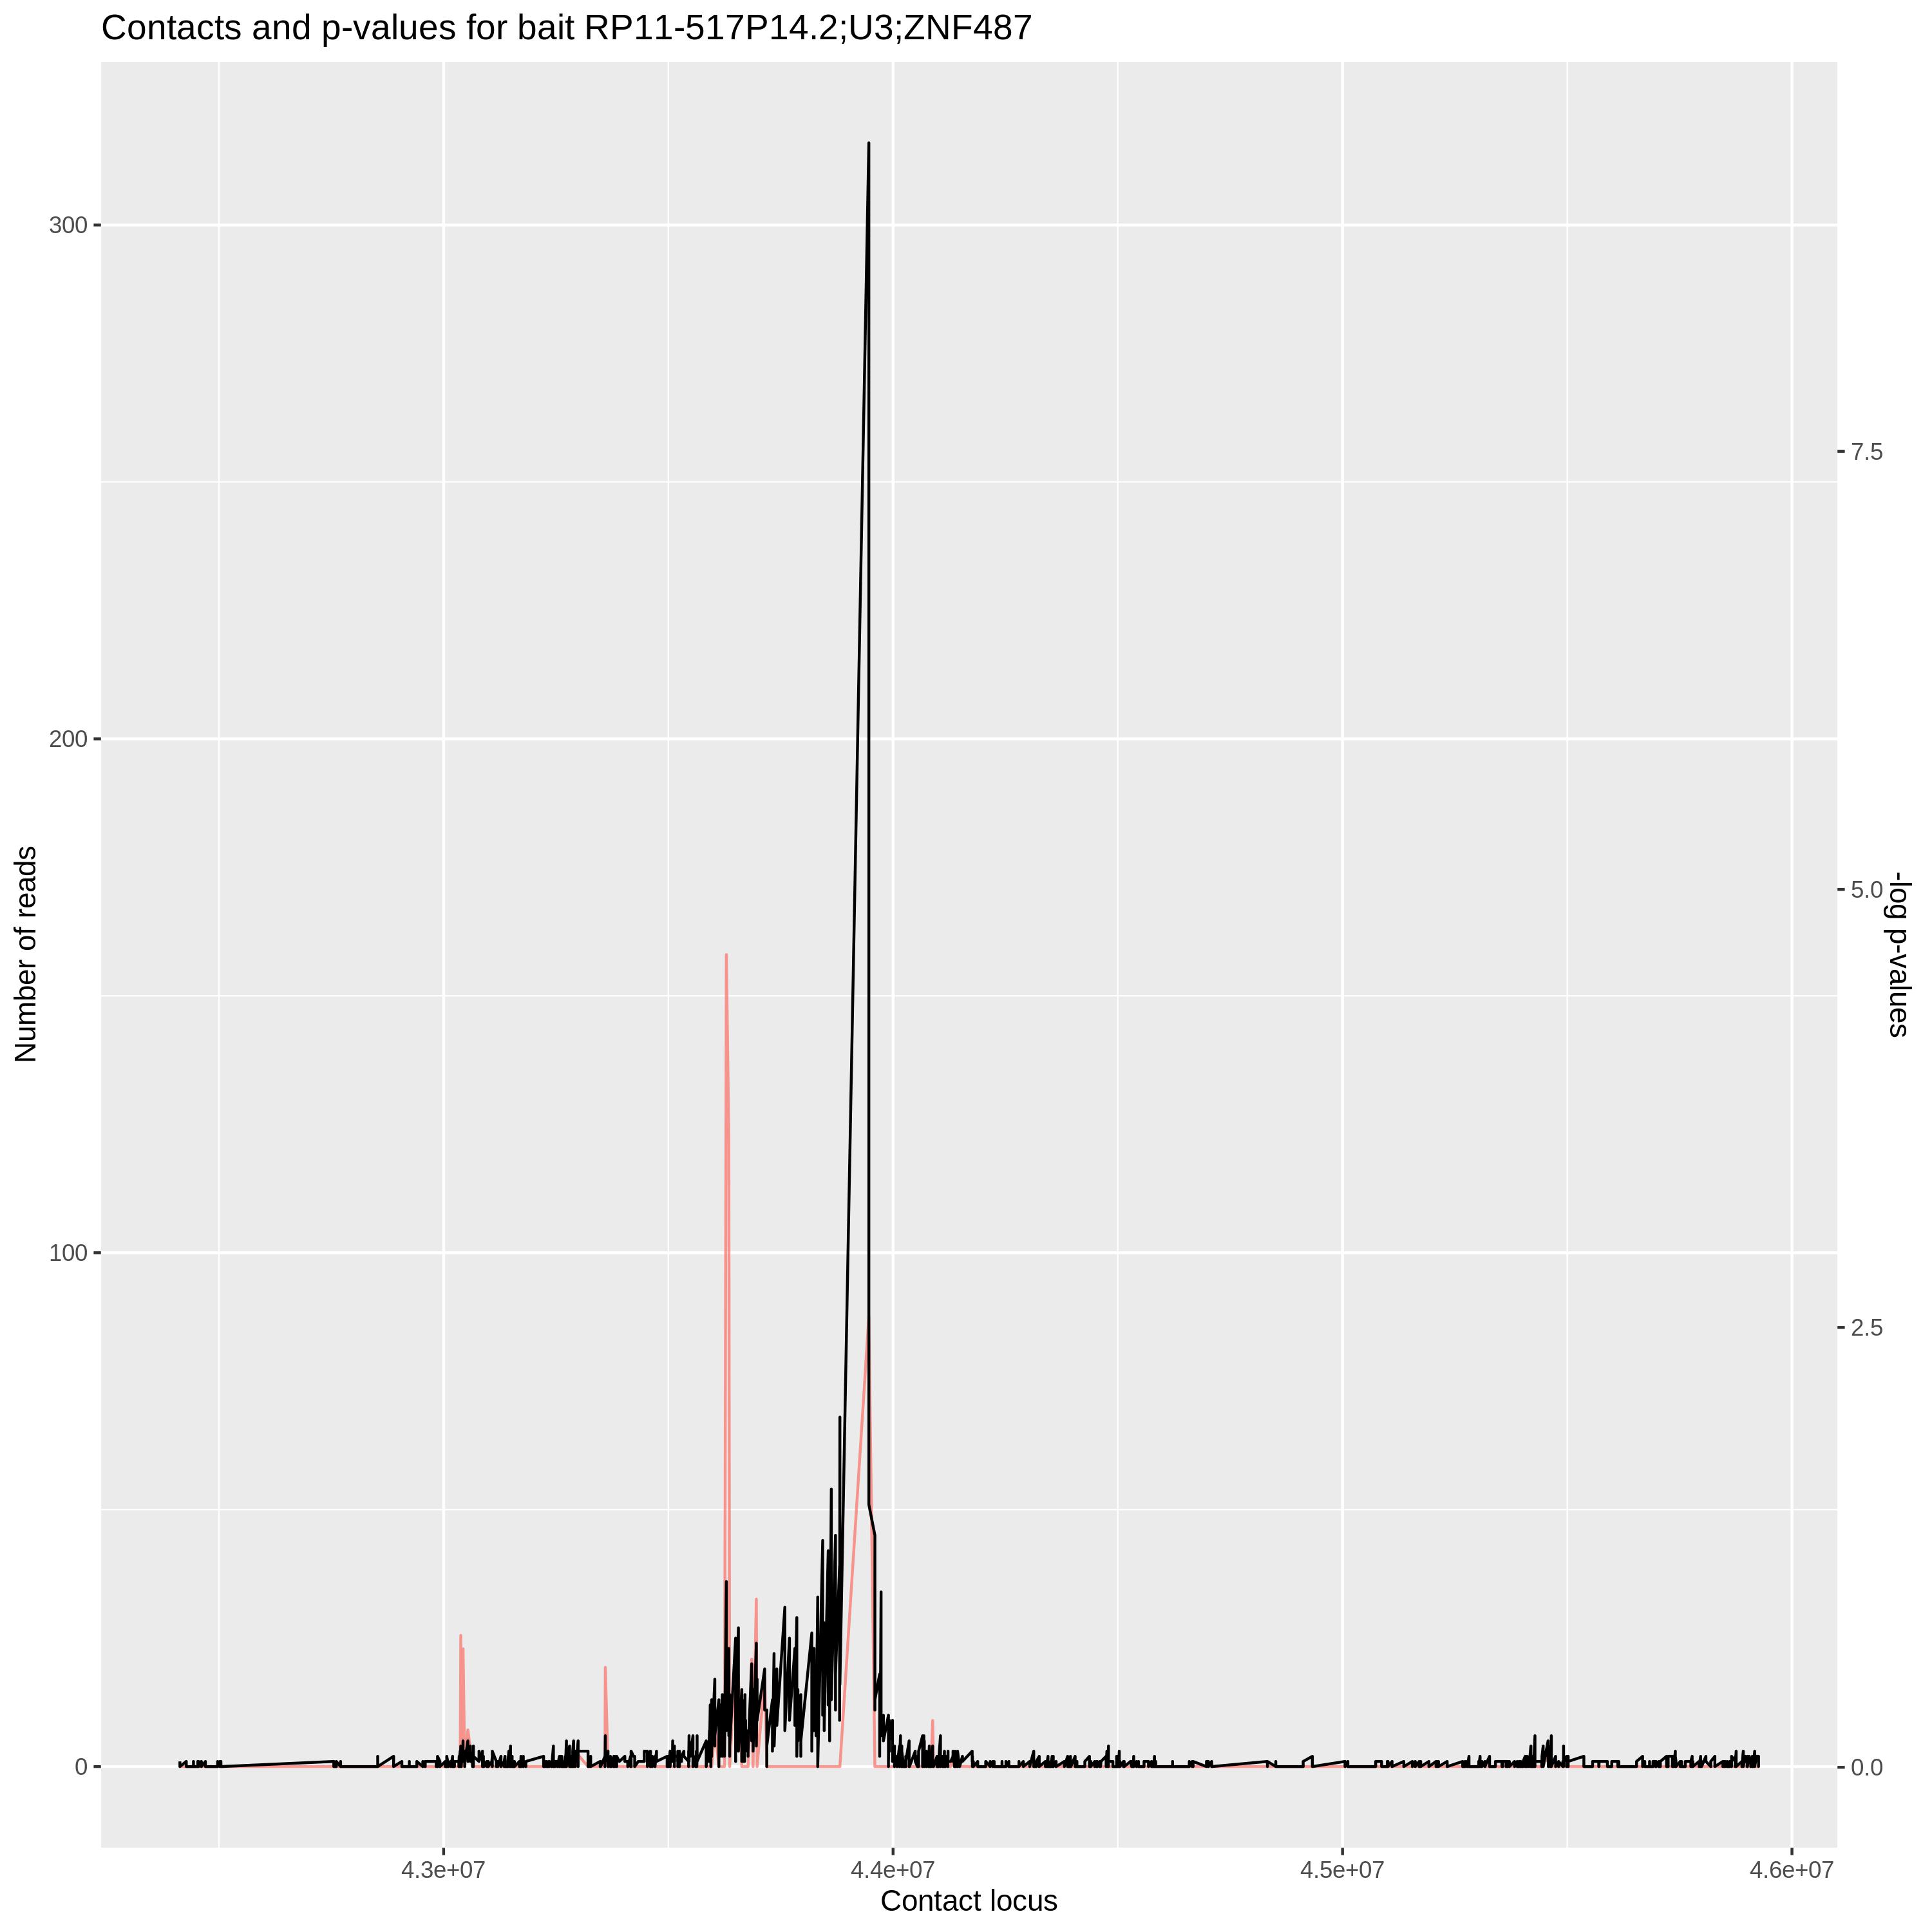 Contacts and p-values for bait RP11-517P14.2;U3;ZNF487
300
200
100
0
Number of reads
7.5
5.0
2.5
0.0
-log p-values
4.3e+07
4.4e+07
4.5e+07
4.6e+07
Contact locus